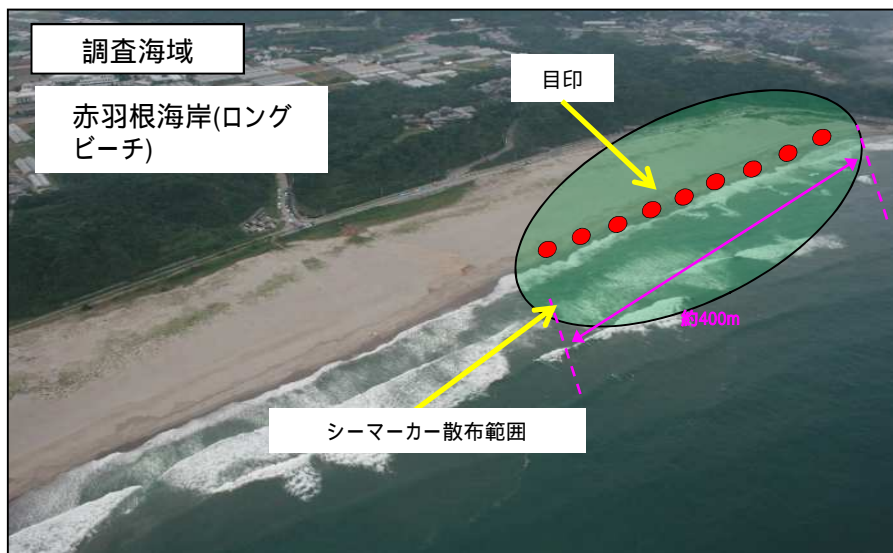 調査海域
赤羽根海岸(ロング
ビーチ)
目印
約400m
シーマーカー散布範囲